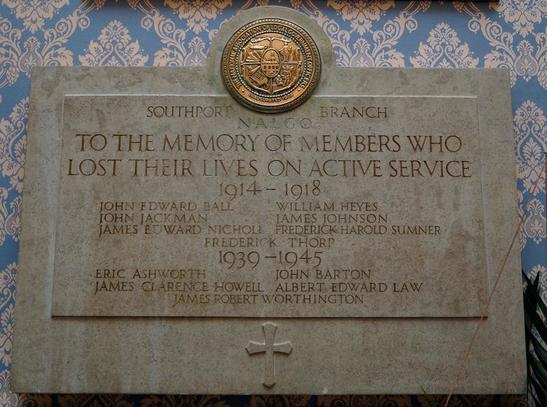 SOUTHPORT BRANCH
NALGO
TO THE MEMORY OF MEMBERS WHO
LOST THEIR LIVES ON ACTIVE SERVICE
1914-1918
JOHN EDWARD BALL WILLIAM HEYES
JOHN JACKMAN JAMES JOHNSON
JAMES EDWARD NICHOLL FREDERICK HAROLD SUMNER
FREDERICK THORP
1939-1945
ERIC ASHWORTH JOHN BARTON
JAMES CLARENCE HOWELL ALBERT EDWARD LAW
JAMES ROBERT WORTHINGTON